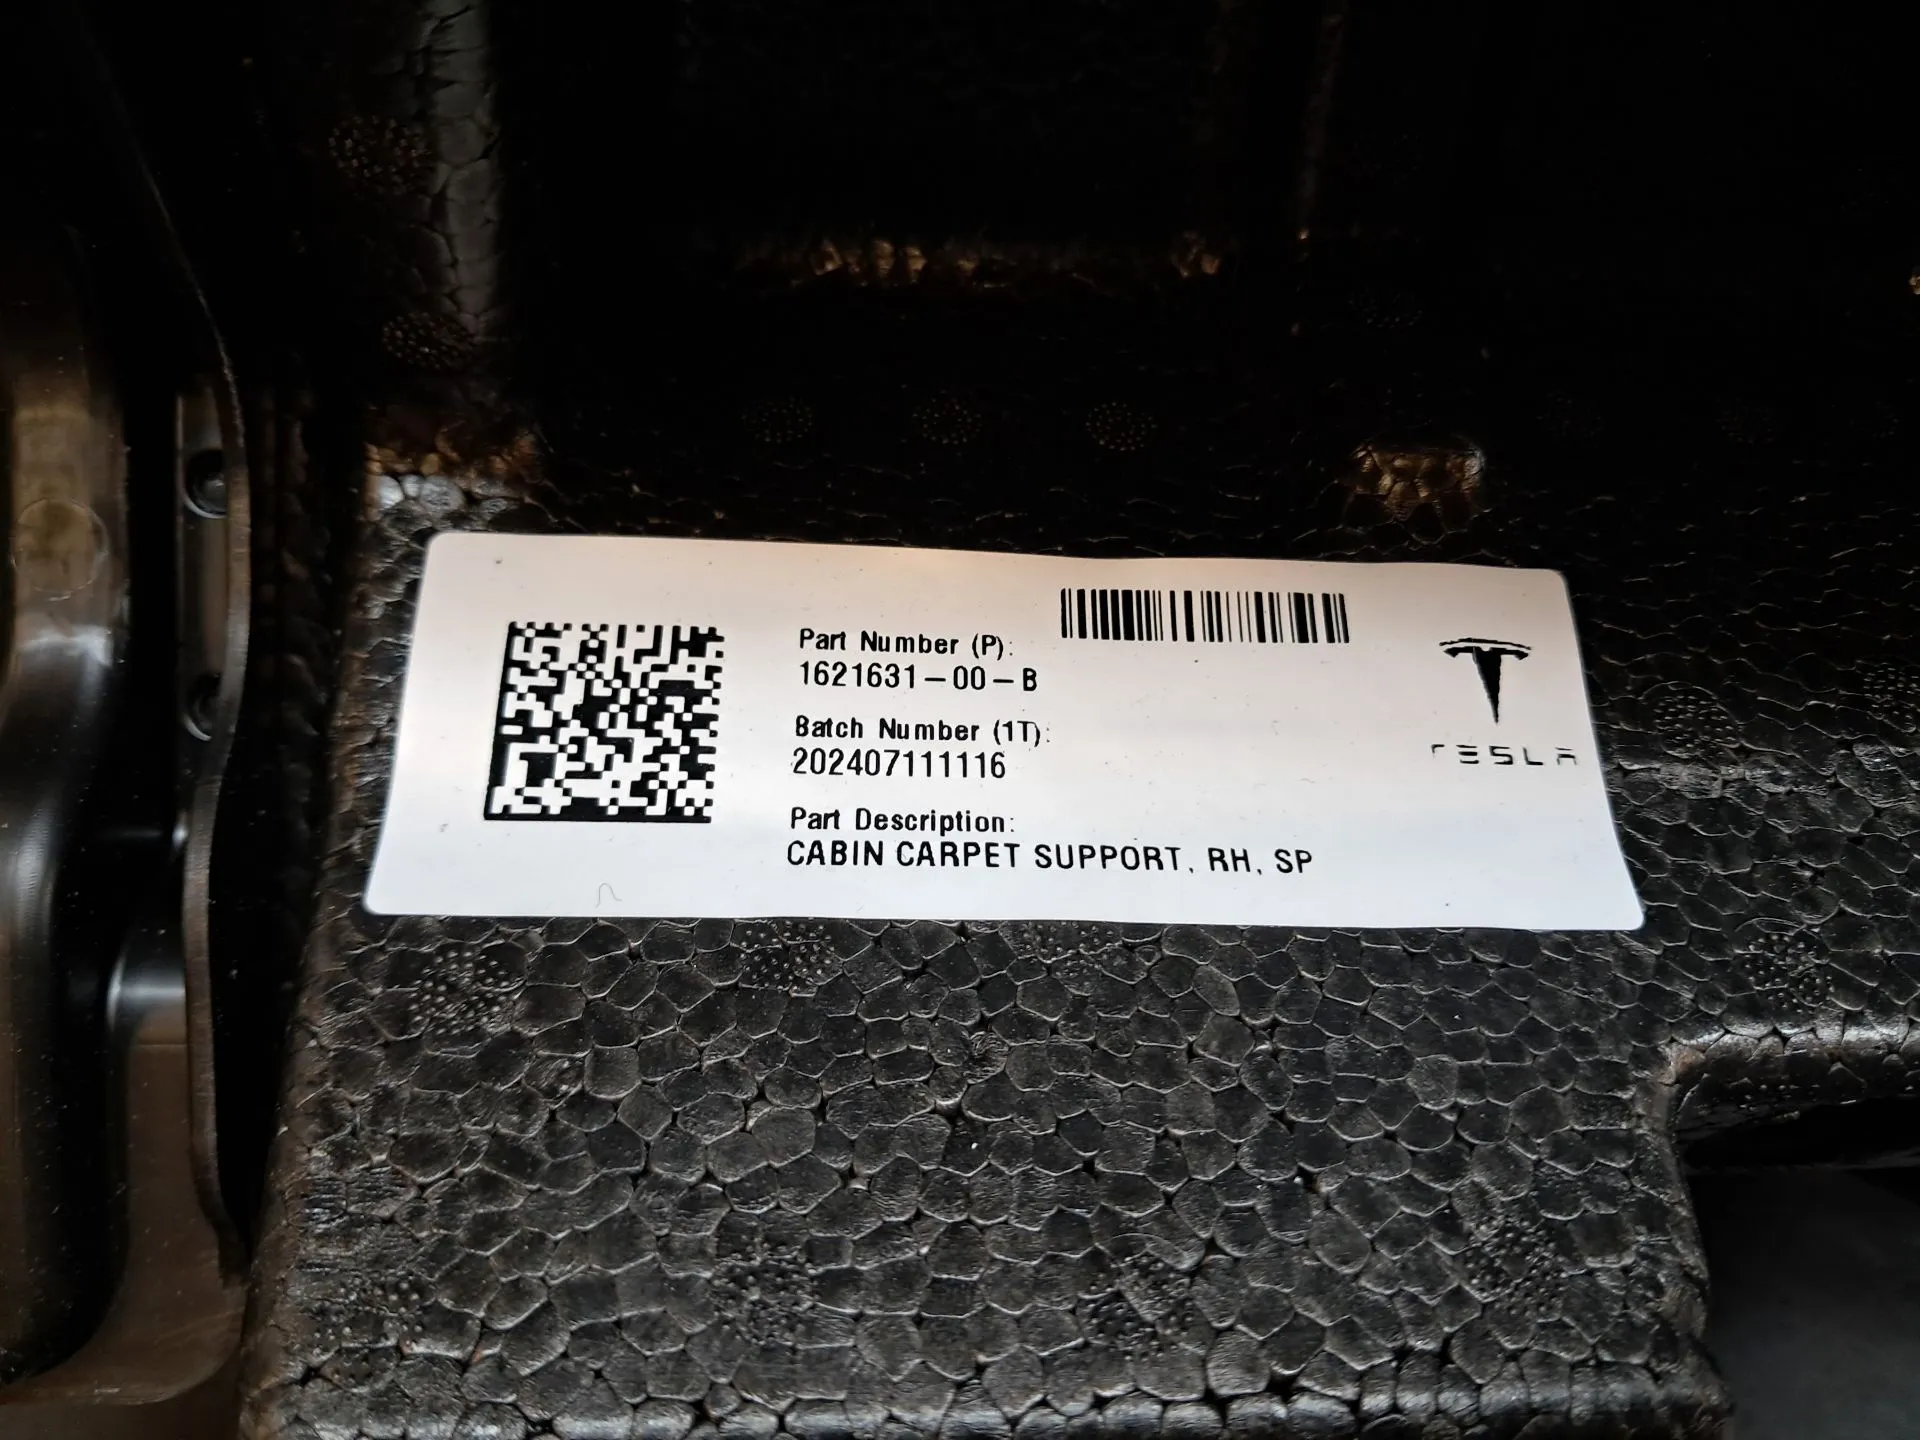 Part Number (P):
1621631-00-B
Batch Number (1T):
202407111116
Part Description:
CABIN CARPET SUPPORT, RH, SP
TESLA